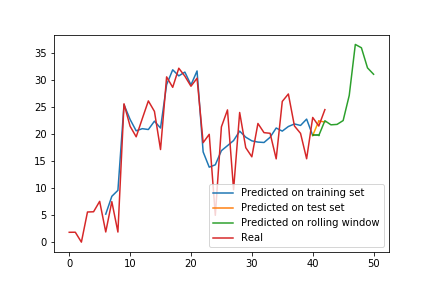 35
30
25
20
15
10
5
0
0 10 20 30 40 50
Predicted on training set
Predicted on test set
Predicted on rolling window
Real